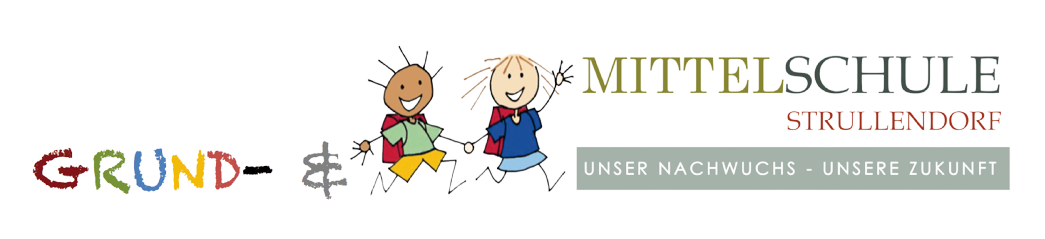 GRUND- &
MITTELSCHULE
STRULLENDORF
UNSER NACHWUCHS - UNSERE ZUKUNFT